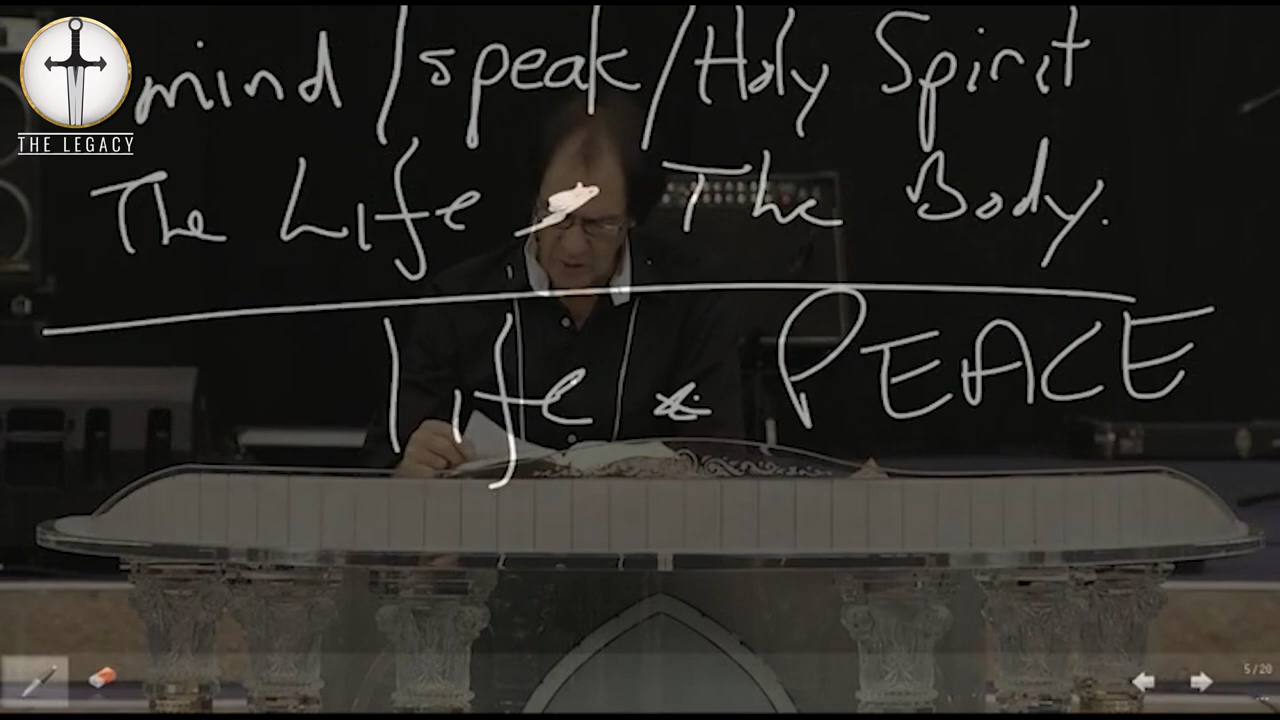 THE LEGACY
mind / speak / Holy Spirit
The Life The Body.
Life & PEACE
5/20